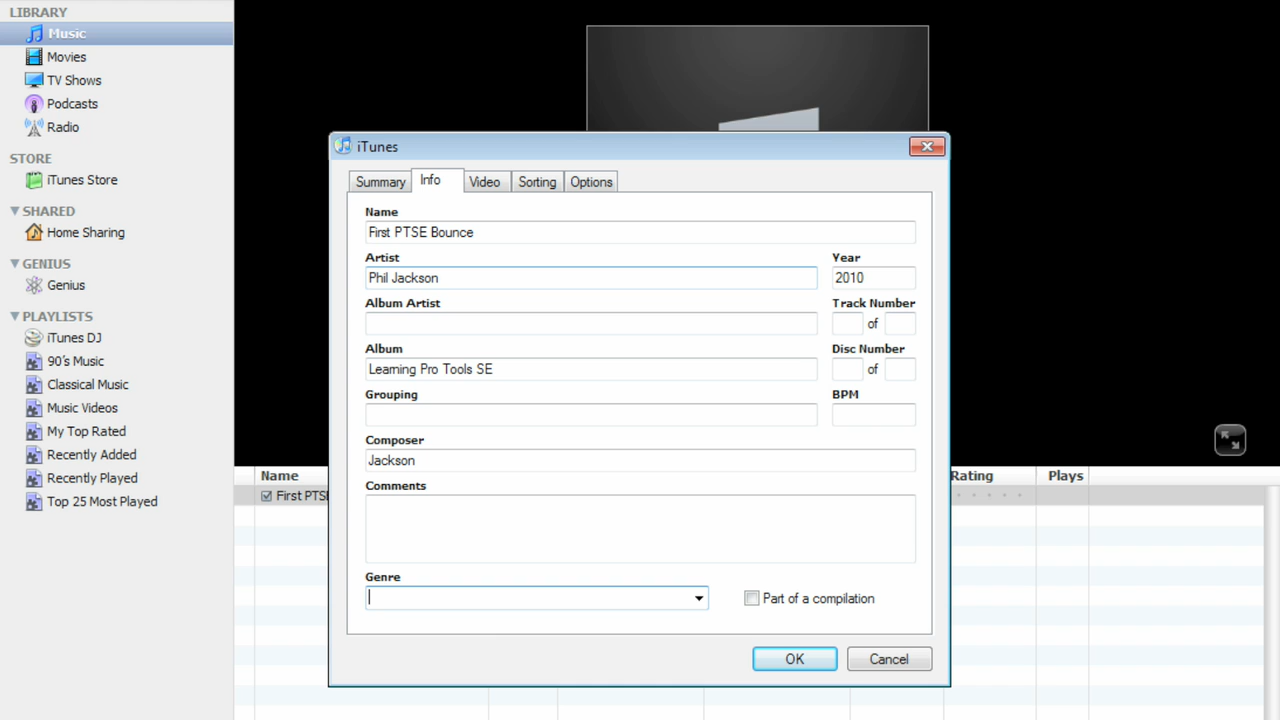 LIBRARY
Music
Movies
TV Shows
Podcasts
Radio
STORE
iTunes Store
SHARED
Home Sharing
GENIUS
Genius
PLAYLISTS
iTunes DJ
90's Music
Classical Music
Music Videos
My Top Rated
Recently Added
Recently Played
Top 25 Most Played
iTunes
Summary Info Video Sorting Options
Name
First PTSE Bounce
Artist Year
Phil Jackson 2010
Album Artist Track Number
of
Album Disc Number
Learning Pro Tools SE of
Grouping BPM
Composer
Jackson
Comments
Genre
Part of a compilation
OK Cancel
Name Rating Plays
First PTSE